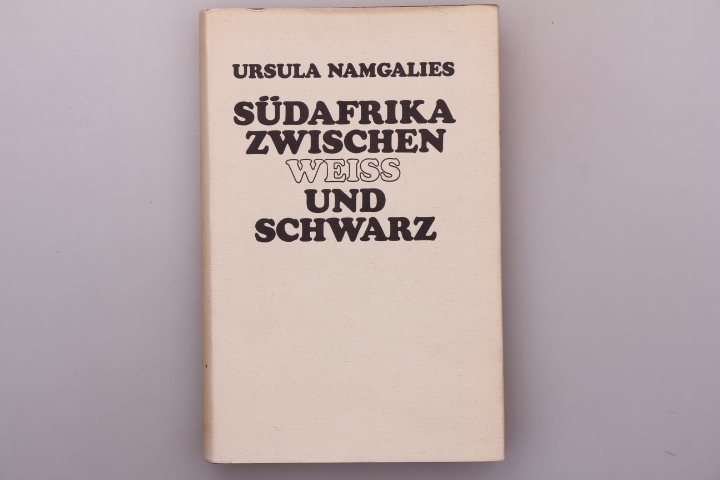 URSULA NAMGALIES
SÜDAFRIKA
ZWISCHEN
WEISS
UND
SCHWARZ